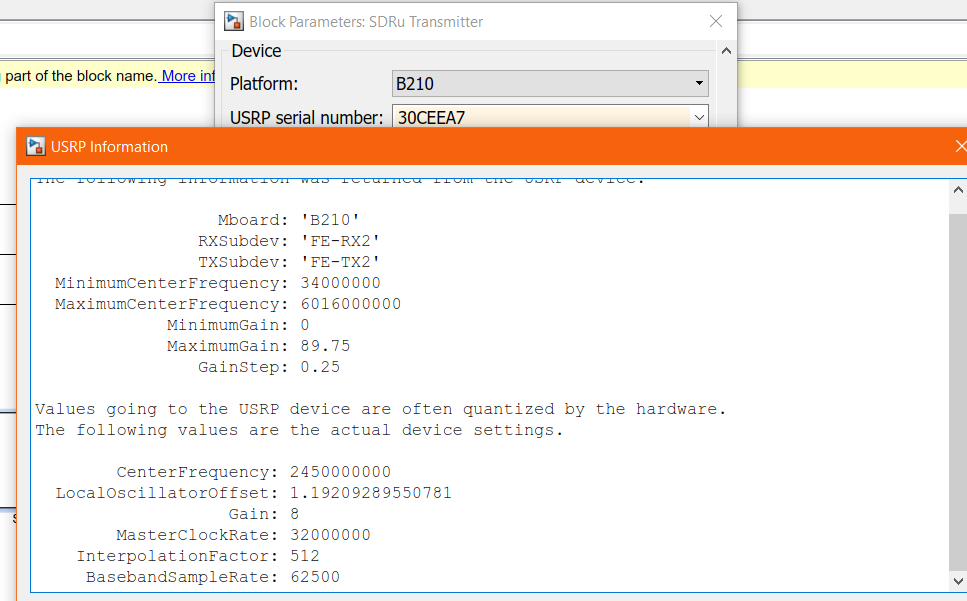 Block Parameters: SDRu Transmitter
Device
part of the block name. More inf
Platform: B210
USRP serial number: 30CEEA7
USRP Information
The following information was returned from the USRP device:
Mboard: 'B210'
RXSubdev: 'FE-RX2'
TXSubdev: 'FE-TX2'
MinimumCenterFrequency: 34000000
MaximumCenterFrequency: 6016000000
MinimumGain: 0
MaximumGain: 89.75
GainStep: 0.25
Values going to the USRP device are often quantized by the hardware.
The following values are the actual device settings.
CenterFrequency: 2450000000
LocalOscillatorOffset: 1.19209289550781
Gain: 8
MasterClockRate: 32000000
InterpolationFactor: 512
BasebandSampleRate: 62500